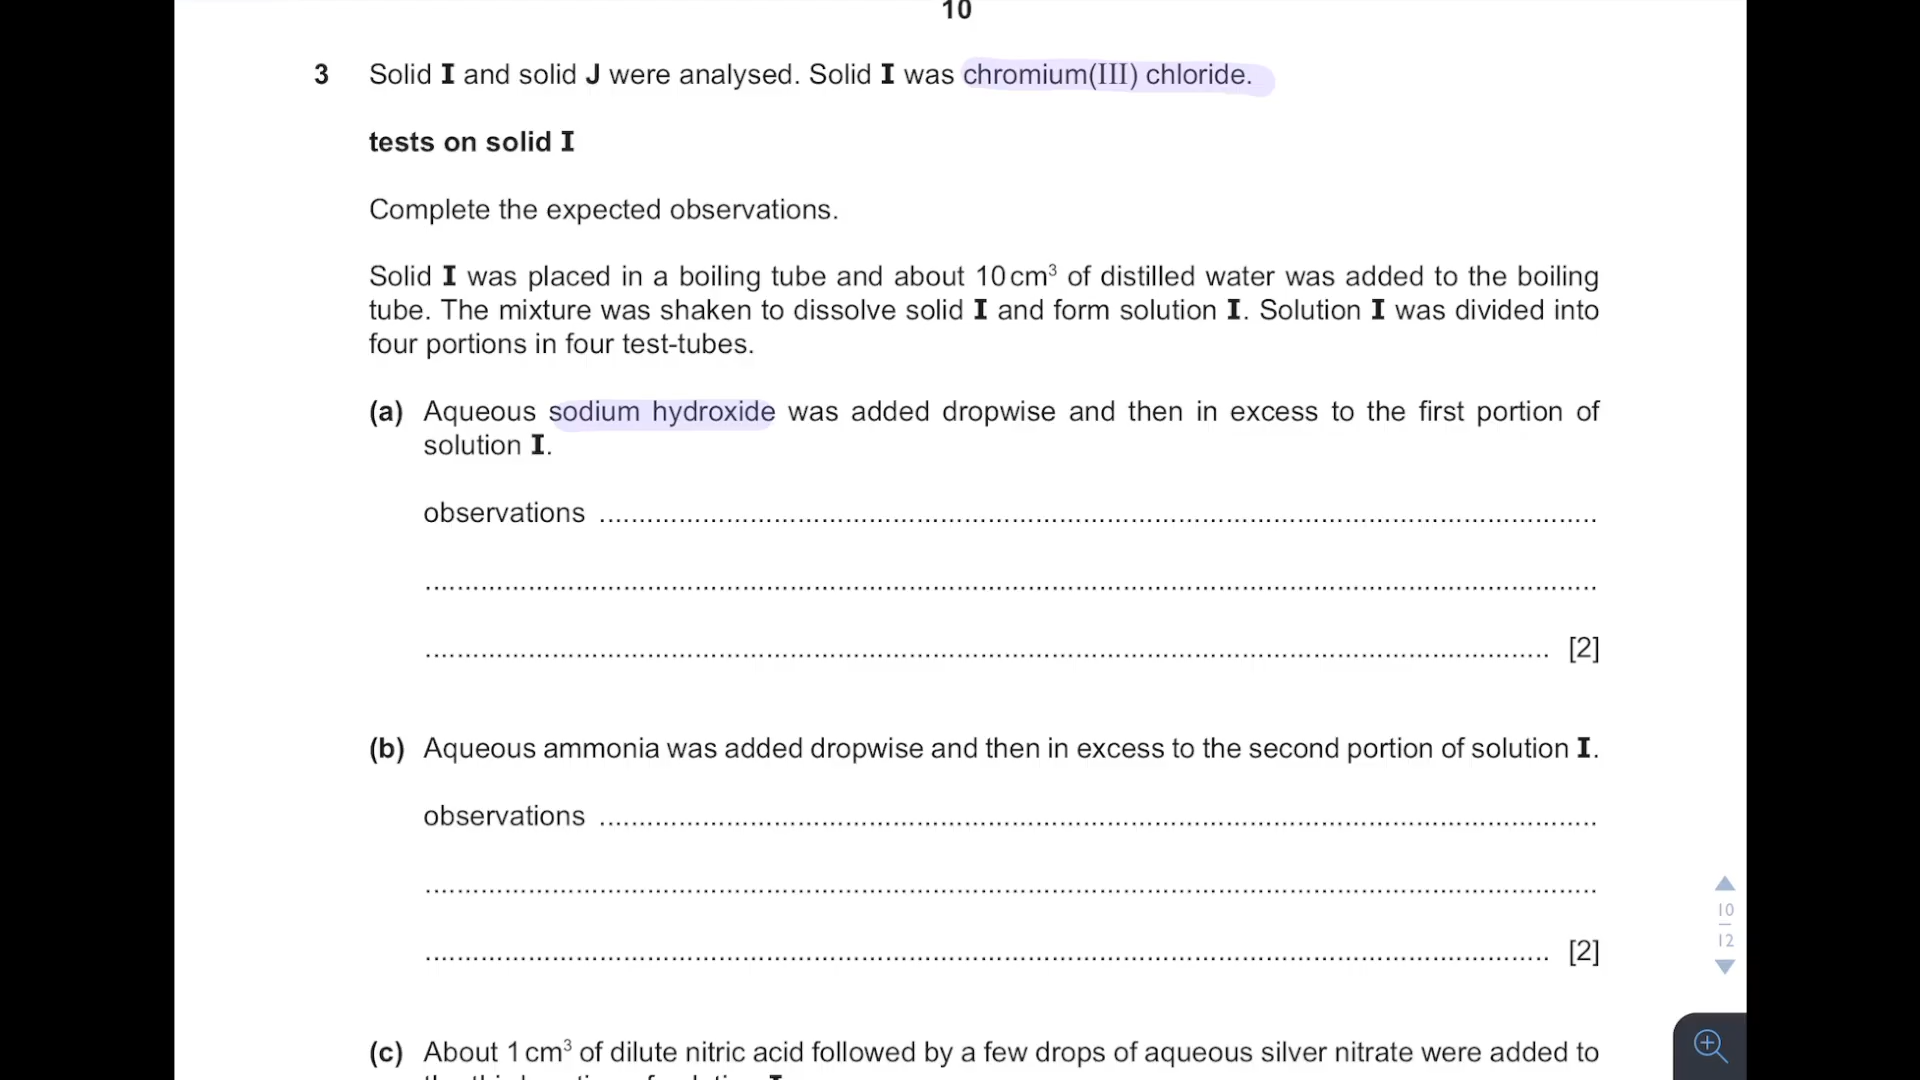 10
3 Solid I and solid J were analysed. Solid I was chromium(III) chloride.
tests on solid I
Complete the expected observations.
Solid I was placed in a boiling tube and about 10 cm³ of distilled water was added to the boiling
tube. The mixture was shaken to dissolve solid I and form solution I. Solution I was divided into
four portions in four test-tubes.
(a) Aqueous sodium hydroxide was added dropwise and then in excess to the first portion of
solution I.
observations ..........
..........
.......... [2]
(b) Aqueous ammonia was added dropwise and then in excess to the second portion of solution I.
observations ..........
..........
.......... [2]
10
12
(c) About 1 cm³ of dilute nitric acid followed by a few drops of aqueous silver nitrate were added to